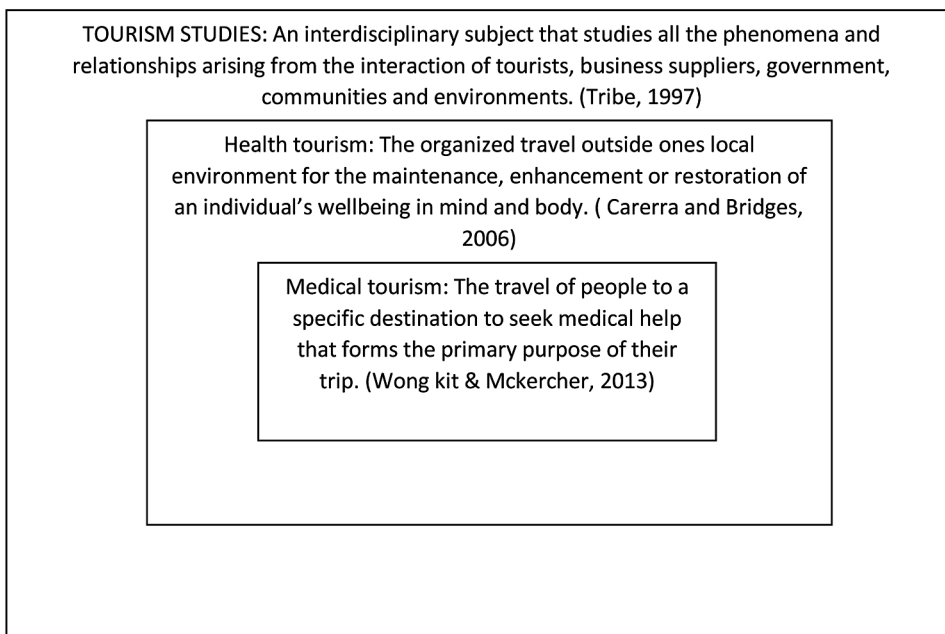 TOURISM STUDIES: An interdisciplinary subject that studies all the phenomena and
relationships arising from the interaction of tourists, business suppliers, government,
communities and environments. (Tribe, 1997)
Health tourism: The organized travel outside ones local
environment for the maintenance, enhancement or restoration of
an individual’s wellbeing in mind and body. ( Carerra and Bridges,
2006)
Medical tourism: The travel of people to a
specific destination to seek medical help
that forms the primary purpose of their
trip. (Wong kit & Mckercher, 2013)